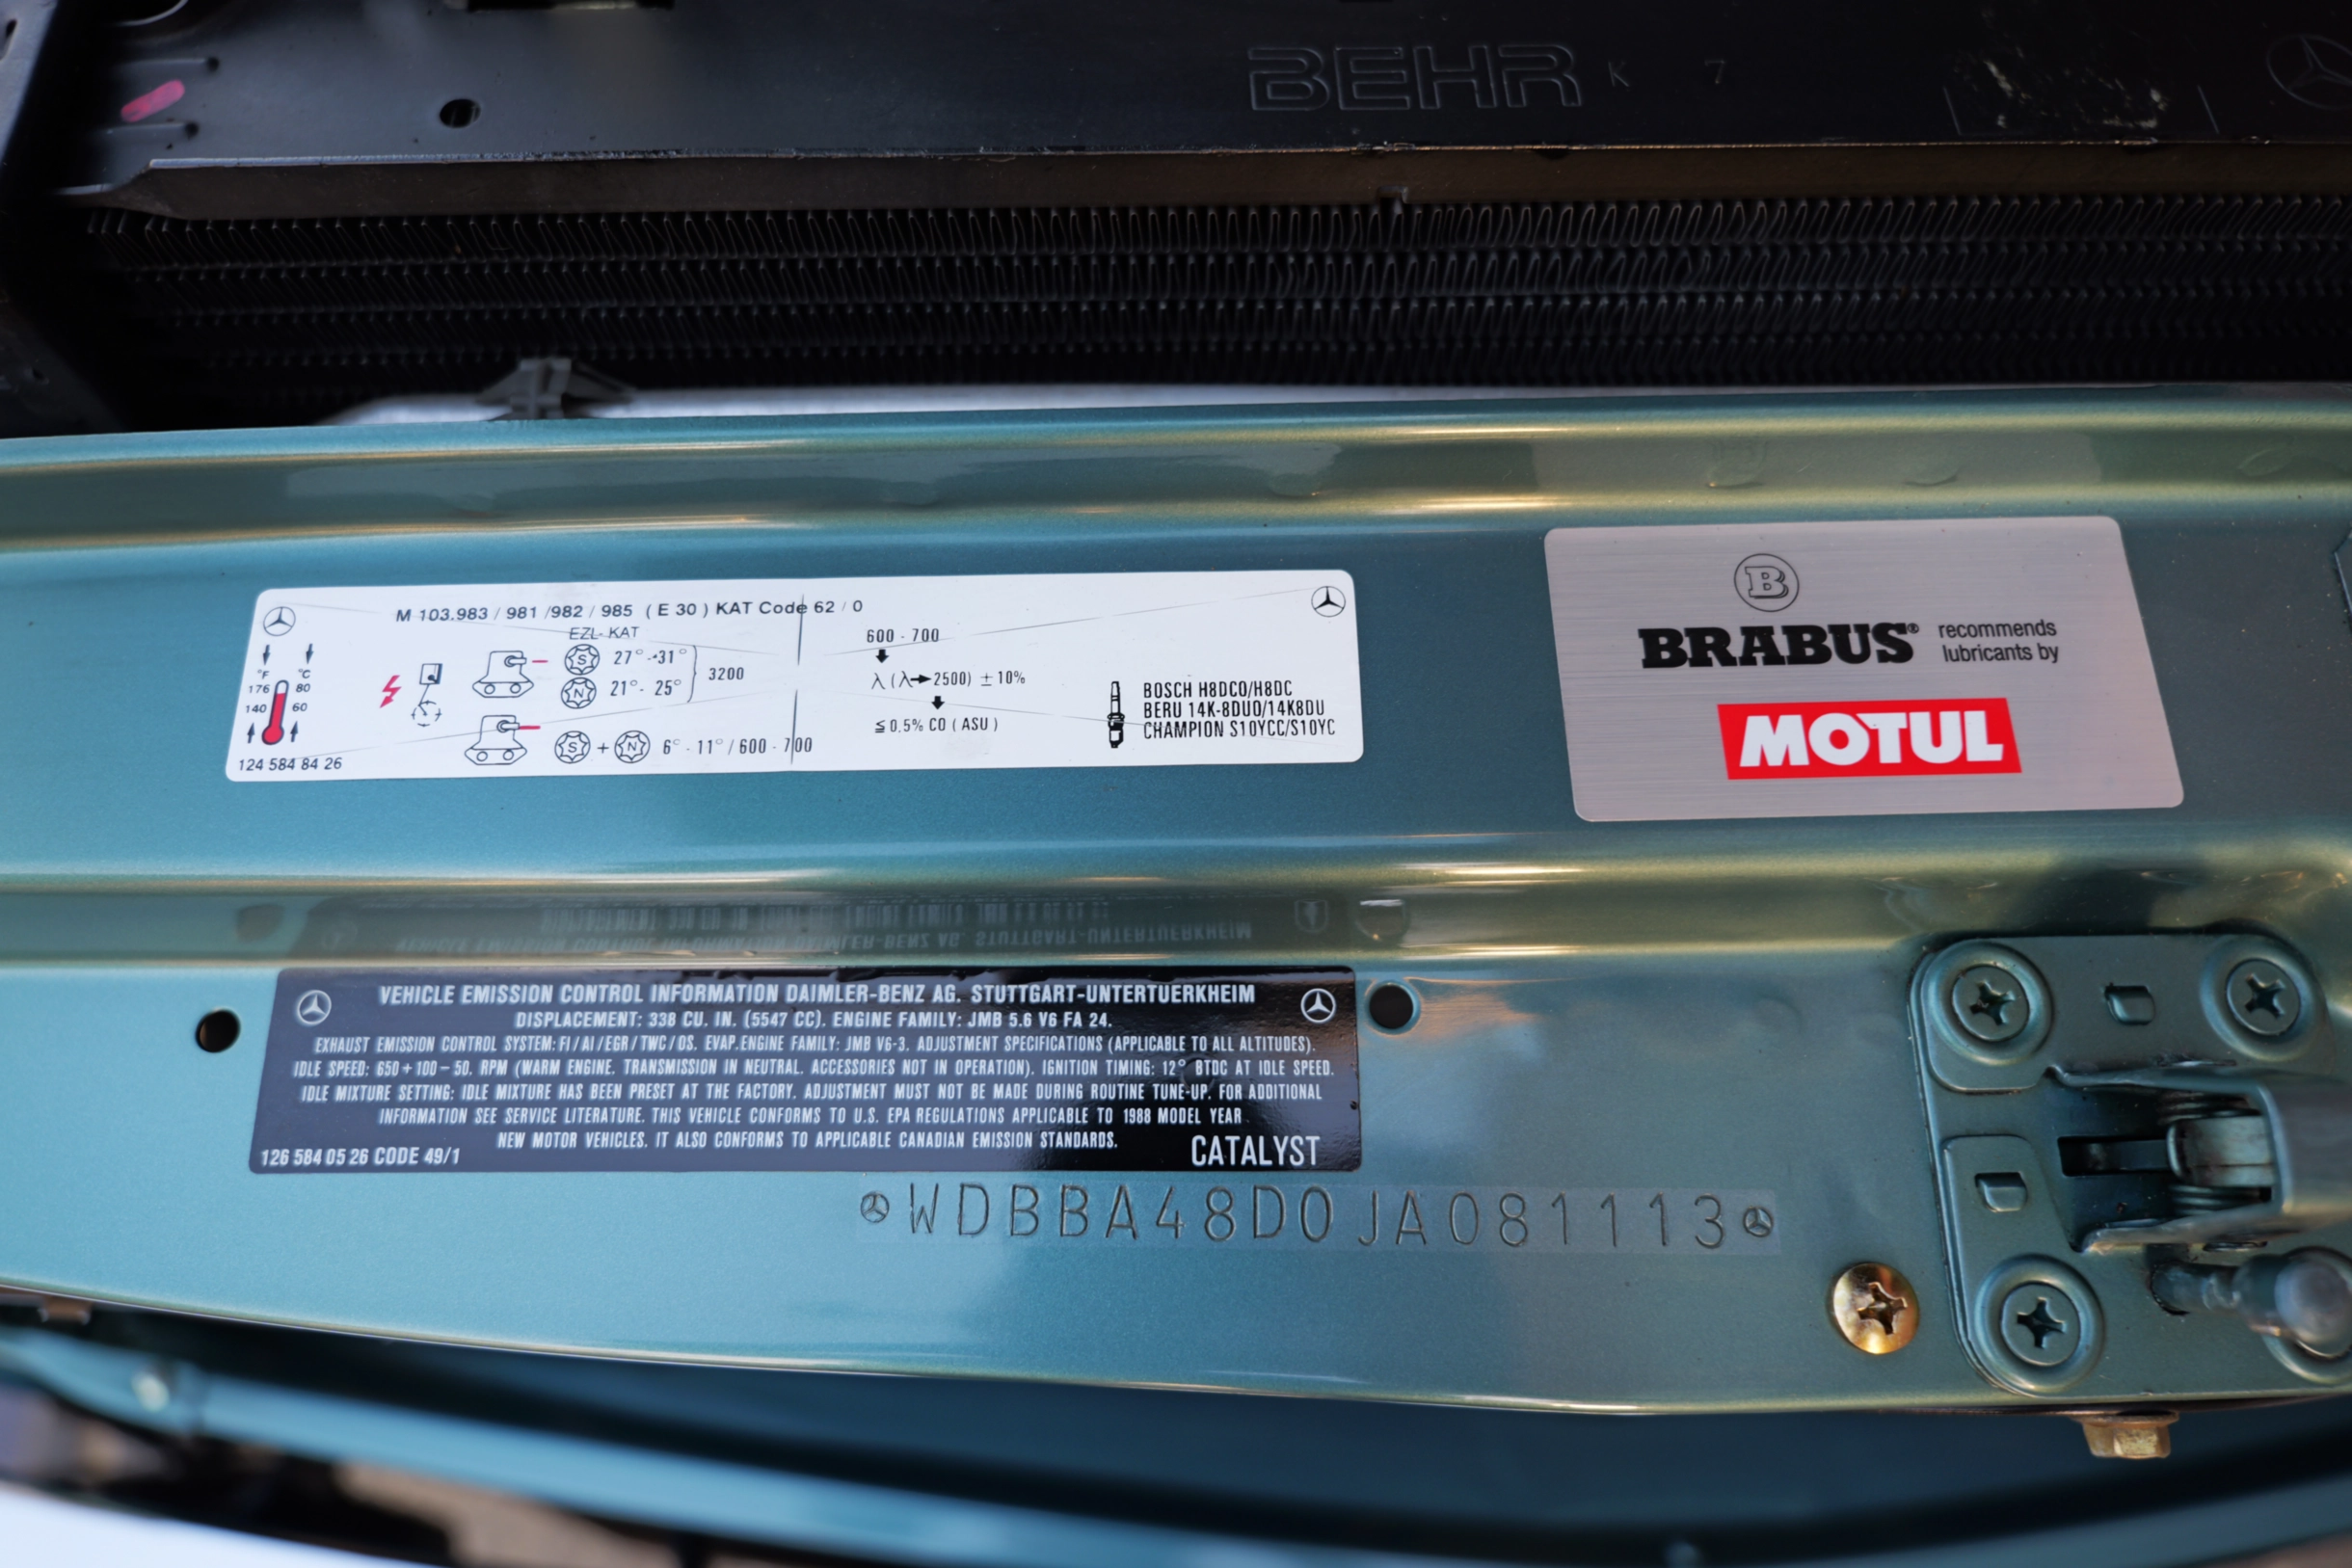 BEHR K 7
M 103.983 / 981 /982 / 985 ( E 30 ) KAT Code 62 / 0
EZL- KAT
°F °C
176 80
140 60
S 27° - 31°
N 21° - 25°
3200
S + N 6° - 11° / 600 - 700
124 584 84 26
600 - 700
λ (λ→2500) ±10%
≦0,5% CO ( ASU )
BOSCH H8DCO/H8DC
BERU 14K-8DUO/14K8DU
CHAMPION S10YCC/S10YC
B
BRABUS® recommends
lubricants by
MOTUL
VEHICLE EMISSION CONTROL INFORMATION DAIMLER-BENZ AG. STUTTGART-UNTERTUERKHEIM
DISPLACEMENT: 338 CU. IN. (5547 CC). ENGINE FAMILY: JMB 5.6 V6 FA 24.
EXHAUST EMISSION CONTROL SYSTEM: FI / AI / EGR / TWC / OS. EVAP.ENGINE FAMILY: JMB V6-3. ADJUSTMENT SPECIFICATIONS (APPLICABLE TO ALL ALTITUDES).
IDLE SPEED: 650 + 100 – 50. RPM (WARM ENGINE. TRANSMISSION IN NEUTRAL. ACCESSORIES NOT IN OPERATION). IGNITION TIMING: 12° BTDC AT IDLE SPEED.
IDLE MIXTURE SETTING: IDLE MIXTURE HAS BEEN PRESET AT THE FACTORY. ADJUSTMENT MUST NOT BE MADE DURING ROUTINE TUNE-UP. FOR ADDITIONAL
INFORMATION SEE SERVICE LITERATURE. THIS VEHICLE CONFORMS TO U.S. EPA REGULATIONS APPLICABLE TO 1988 MODEL YEAR
NEW MOTOR VEHICLES. IT ALSO CONFORMS TO APPLICABLE CANADIAN EMISSION STANDARDS.
126 584 05 26 CODE 49/1
CATALYST
WDBBA48D0JA081113